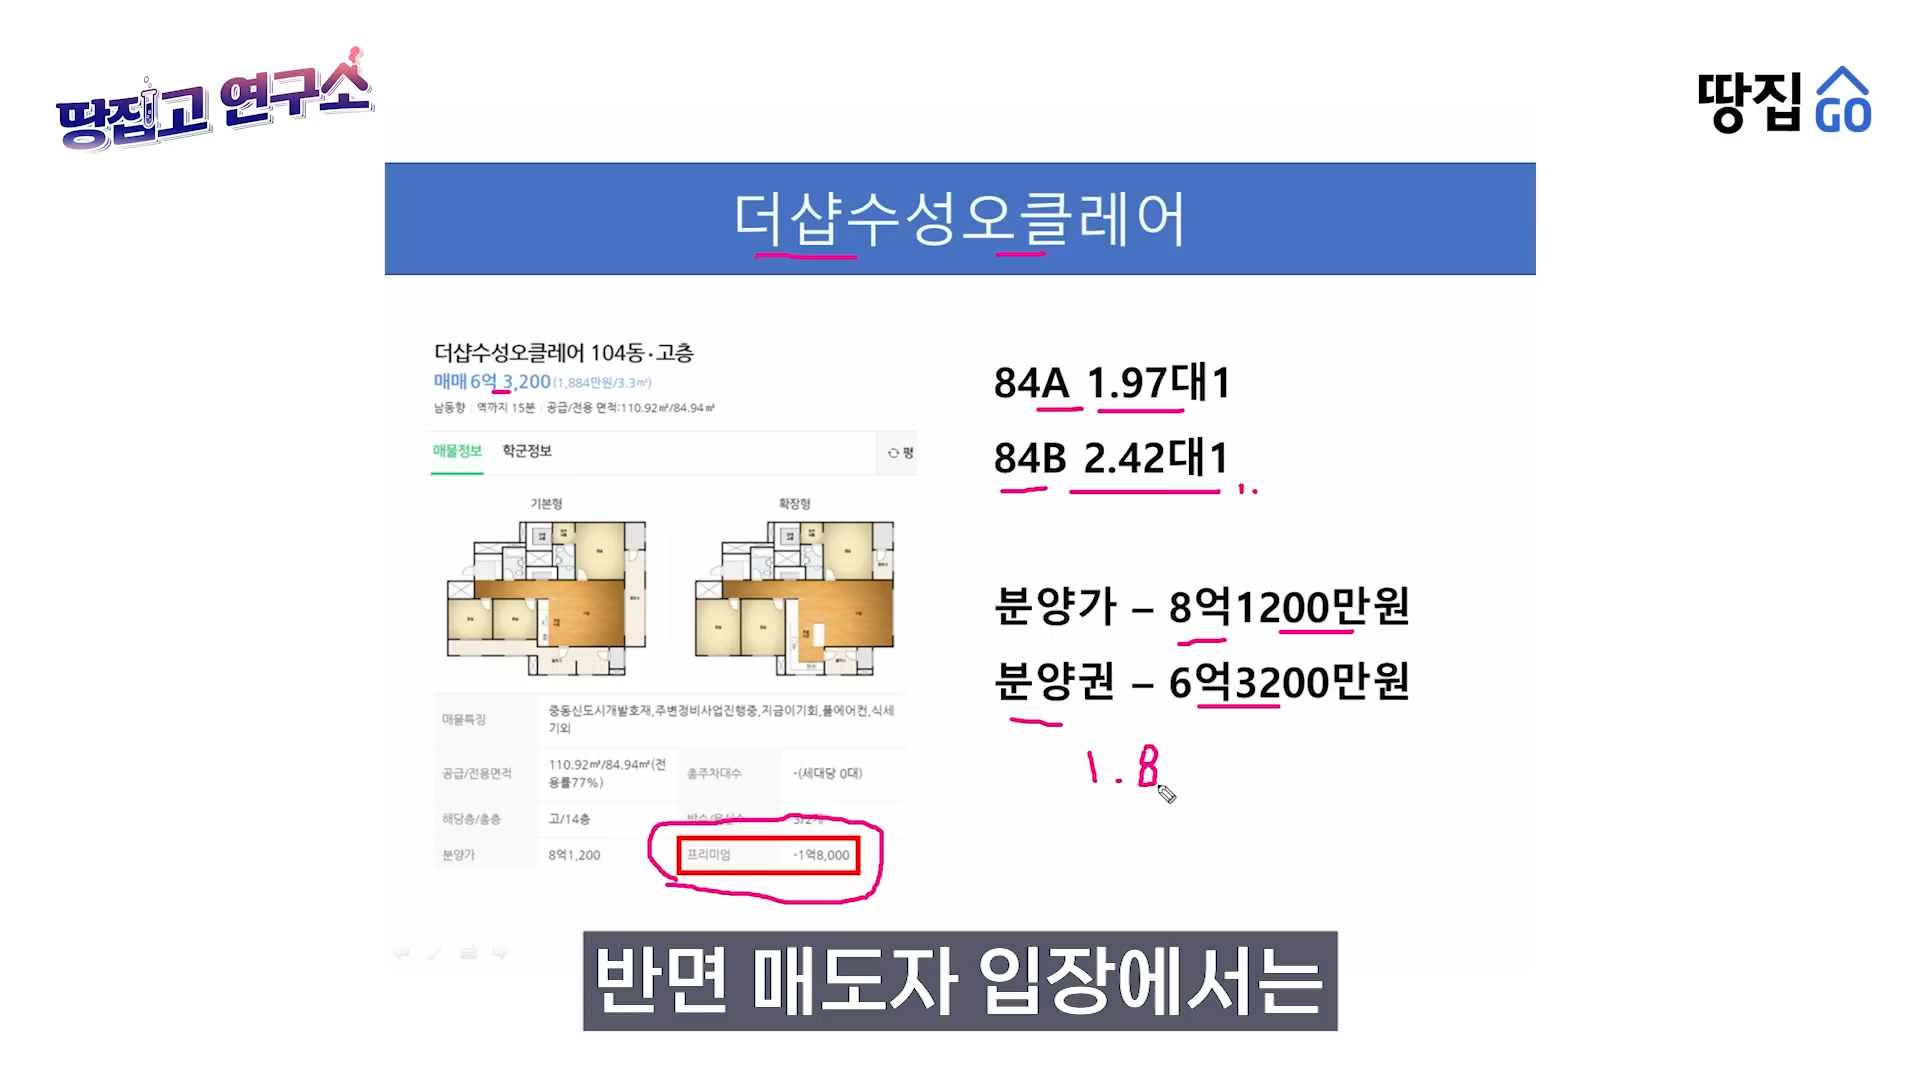 땅집고 연구소
땅집GO
더샵수성오클레어
더샵수성오클레어 104동·고층
매매 6억 3,200 (1,884만원/3.3㎡)
남동향 | 역까지 15분 | 공급/전용 면적:110.92㎡/84.94㎡
매물정보 학군정보 평
기본형 확장형
매물특징 중동신도시개발호재,주변정비사업진행중,지금이기회,풀에어컨,식세
기외
공급/전용면적 110.92㎡/84.94㎡(전
용률77%)
총주차대수 -(세대당 0대)
해당층/총층 고/14층
분양가 8억1,200 프리미엄 -1억8,000
84A 1.97대1
84B 2.42대1
분양가 – 8억1200만원
분양권 – 6억3200만원
1.8
반면 매도자 입장에서는